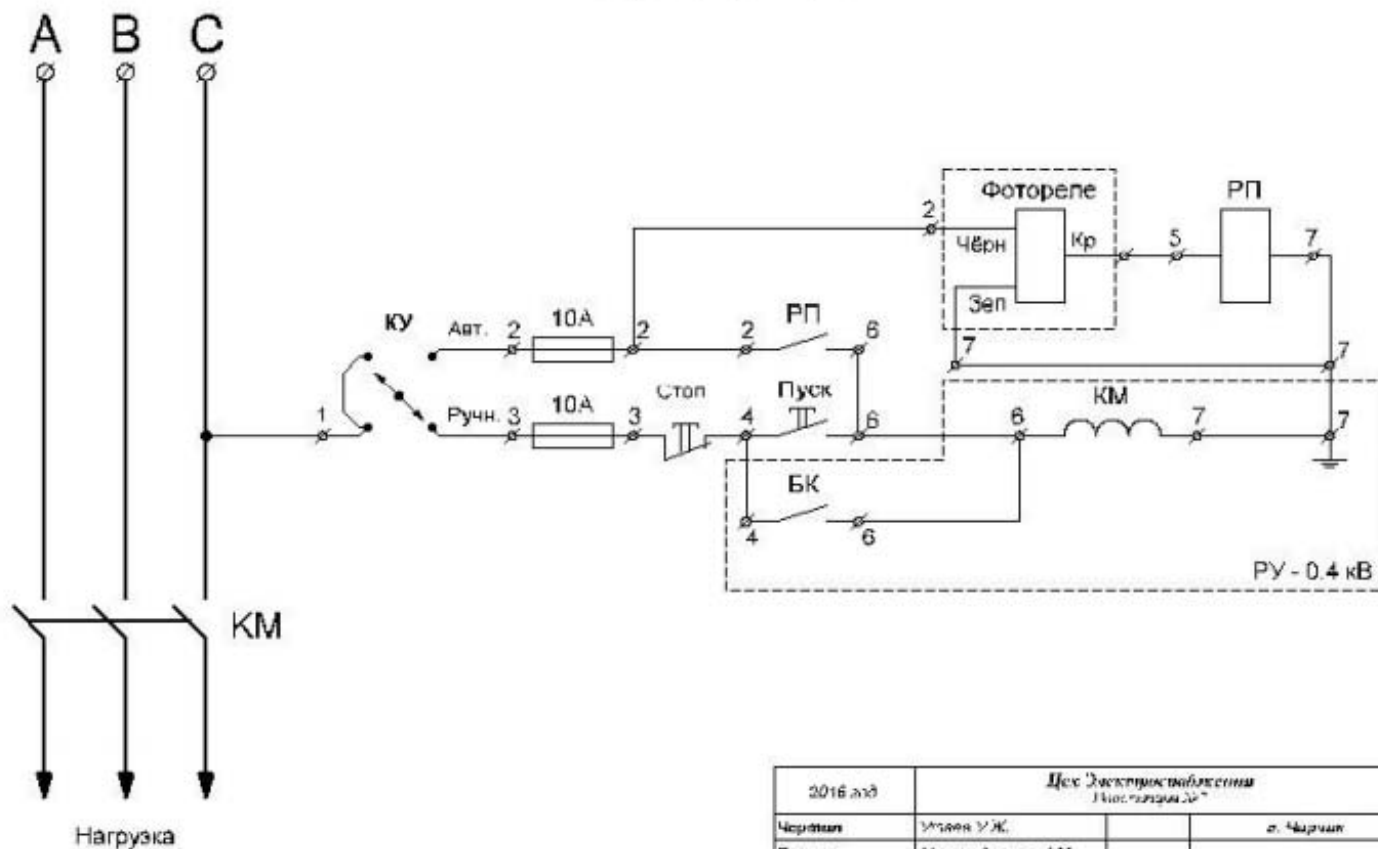 A B C
Фотореле
РП
2
Чёрн
Кр
5
7
Зел
КУ
Авт.
2
10А
2
2
РП
6
7
7
1
Ручн.
3
10А
3
Стоп
4
Пуск
6
6
КМ
7
7
БК
4
6
РУ - 0.4 кВ
КМ
Нагрузка
2016 год
Цех Электроснабжения
Чертил
г. Чирчик